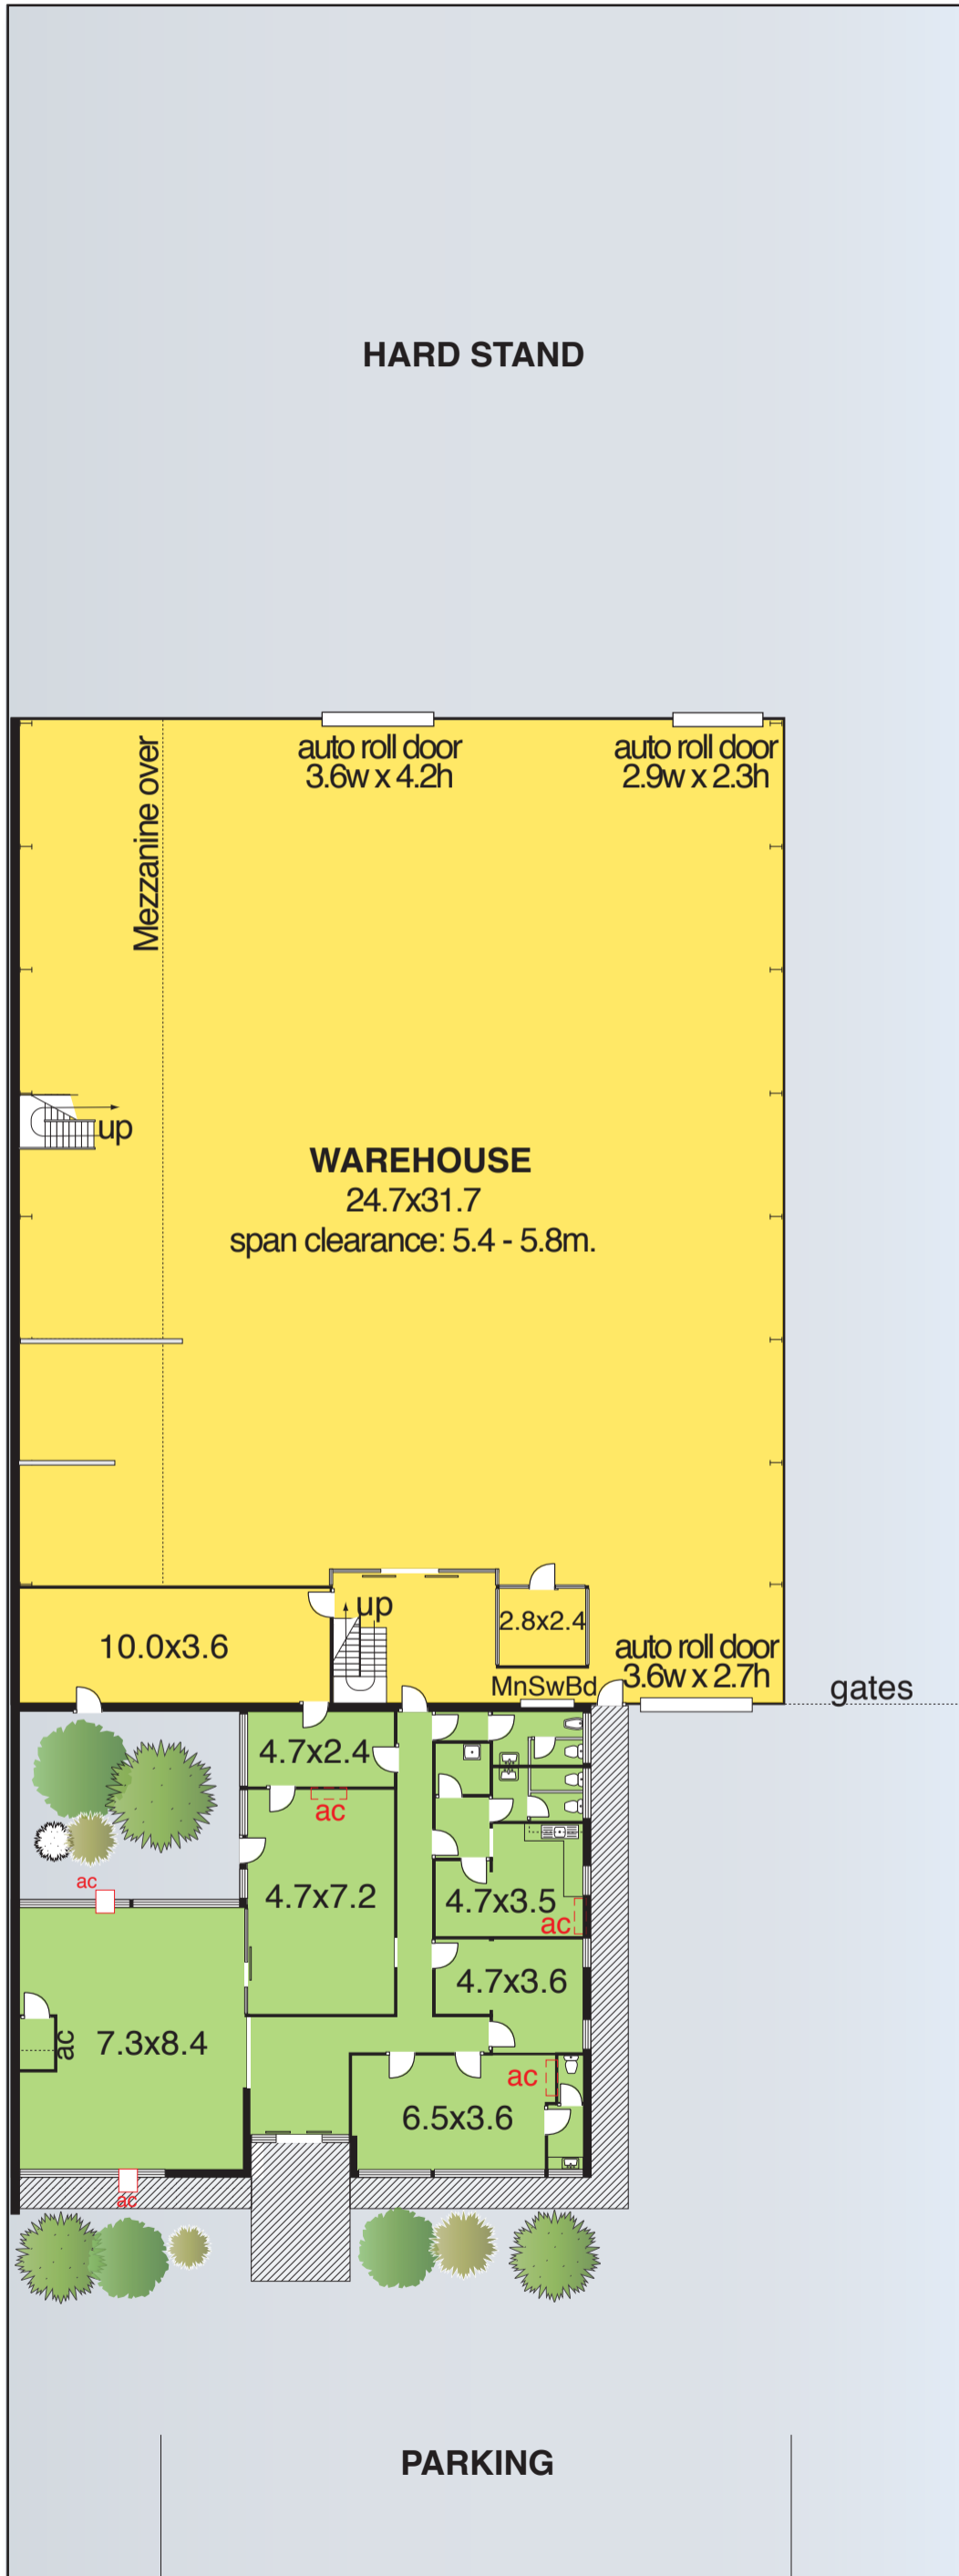 HARD STAND
auto roll door
3.6w x 4.2h
auto roll door
2.9w x 2.3h
Mezzanine over
up
WAREHOUSE
24.7x31.7
span clearance: 5.4 - 5.8m.
up
2.8x2.4
10.0x3.6
auto roll door
3.6w x 2.7h
MnSwBd
gates
4.7x2.4
ac
ac
4.7x7.2
4.7x3.5
ac
4.7x3.6
ac
7.3x8.4
ac
6.5x3.6
ac
PARKING